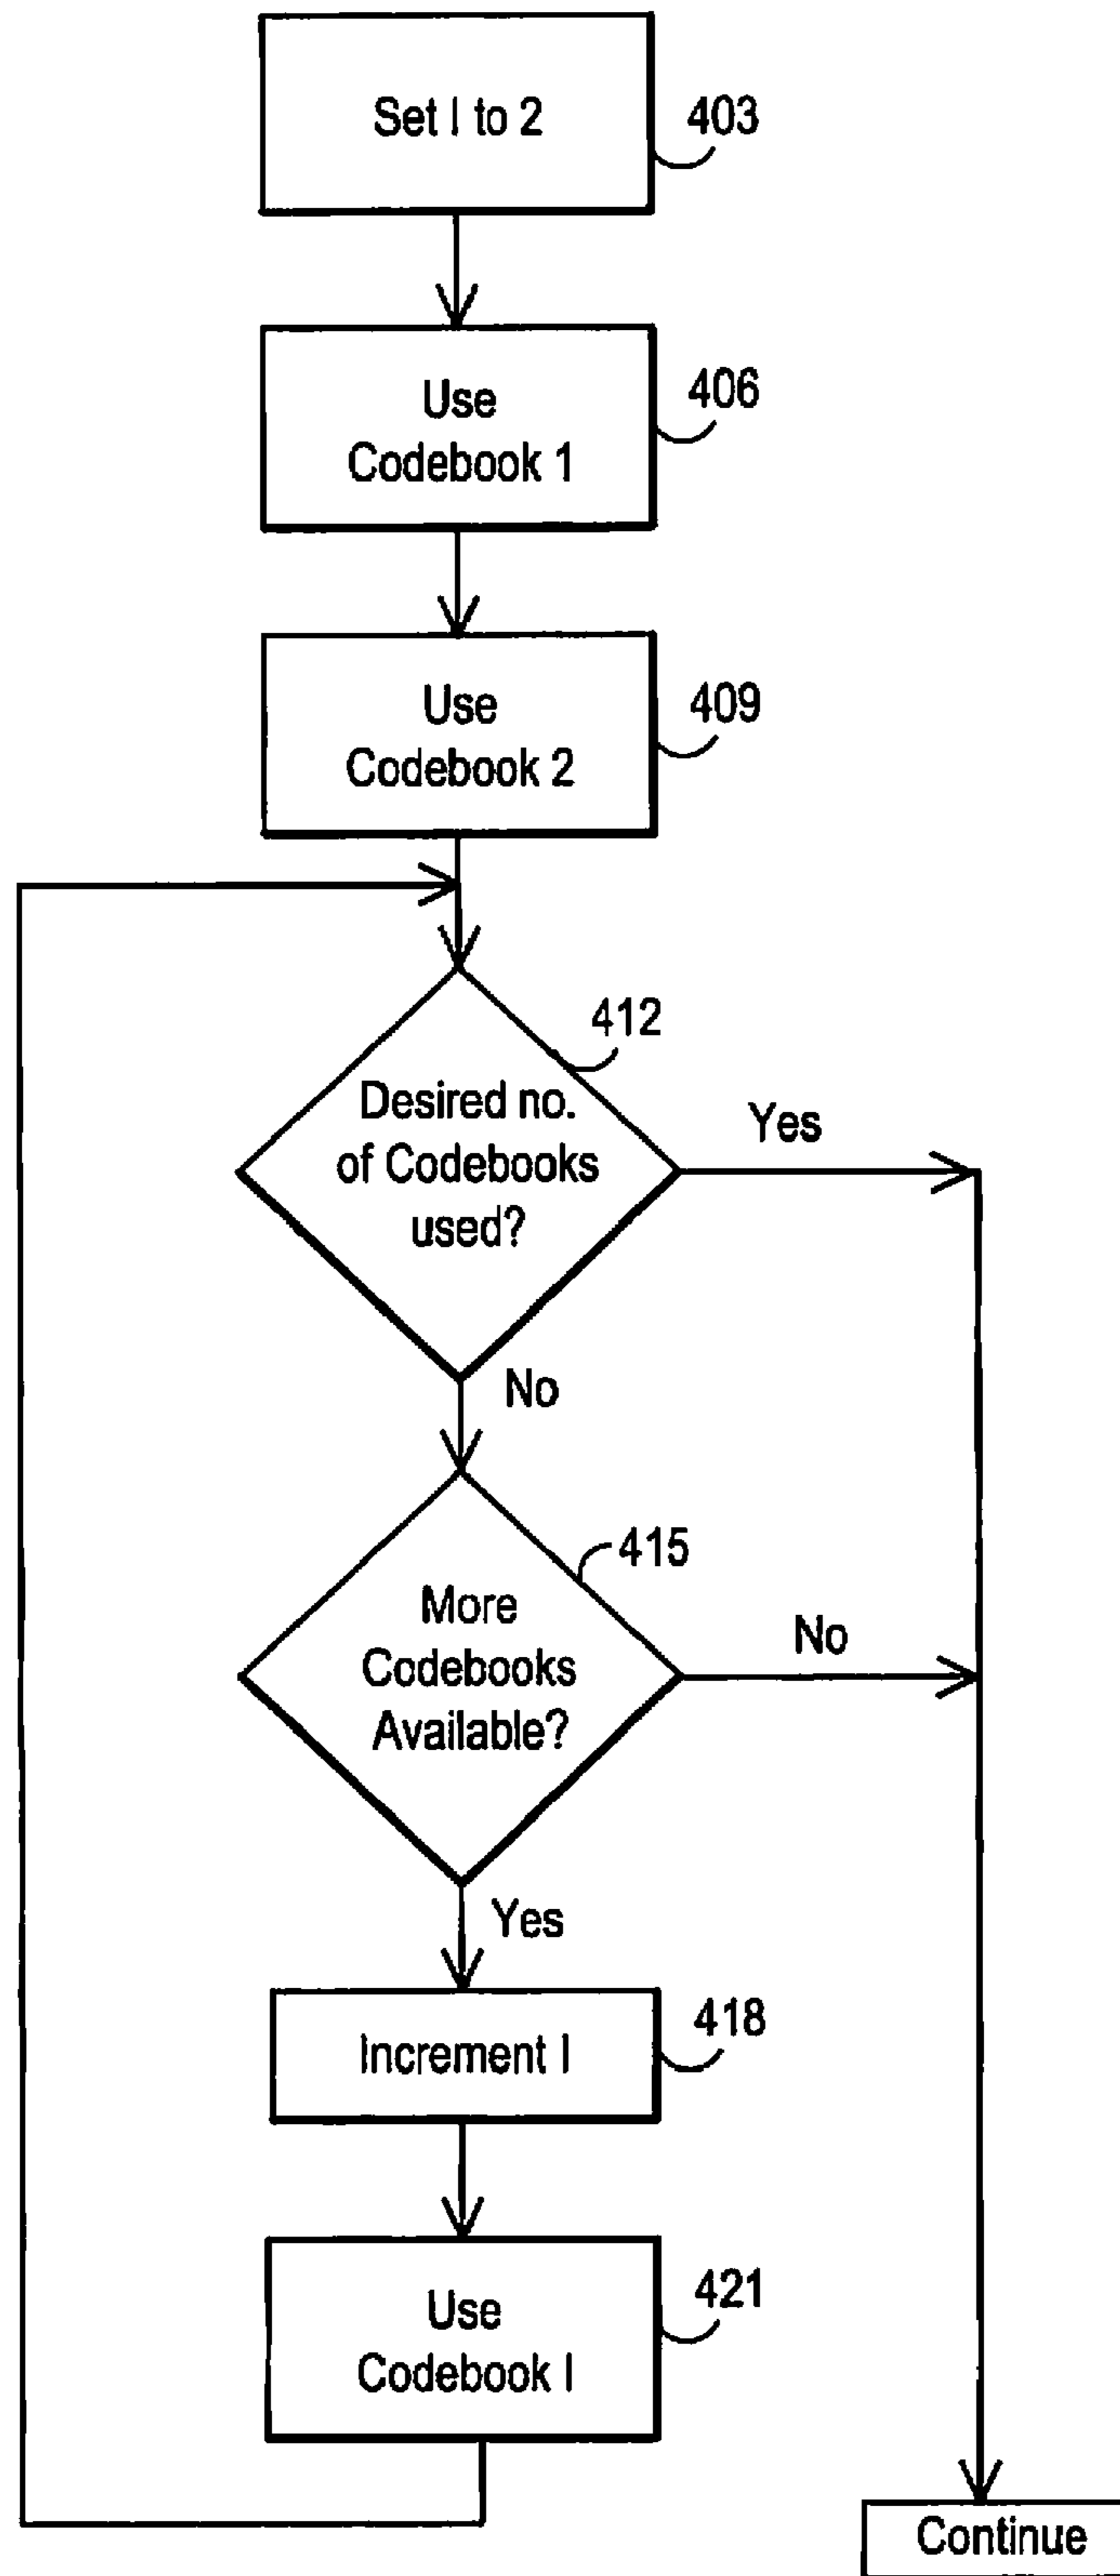 Set I to 2
403
Use
Codebook 1
406
Use
Codebook 2
409
412
Desired no.
of Codebooks
used?
Yes
No
415
More
Codebooks
Available?
No
Yes
Increment I
418
Use
Codebook I
421
Continue